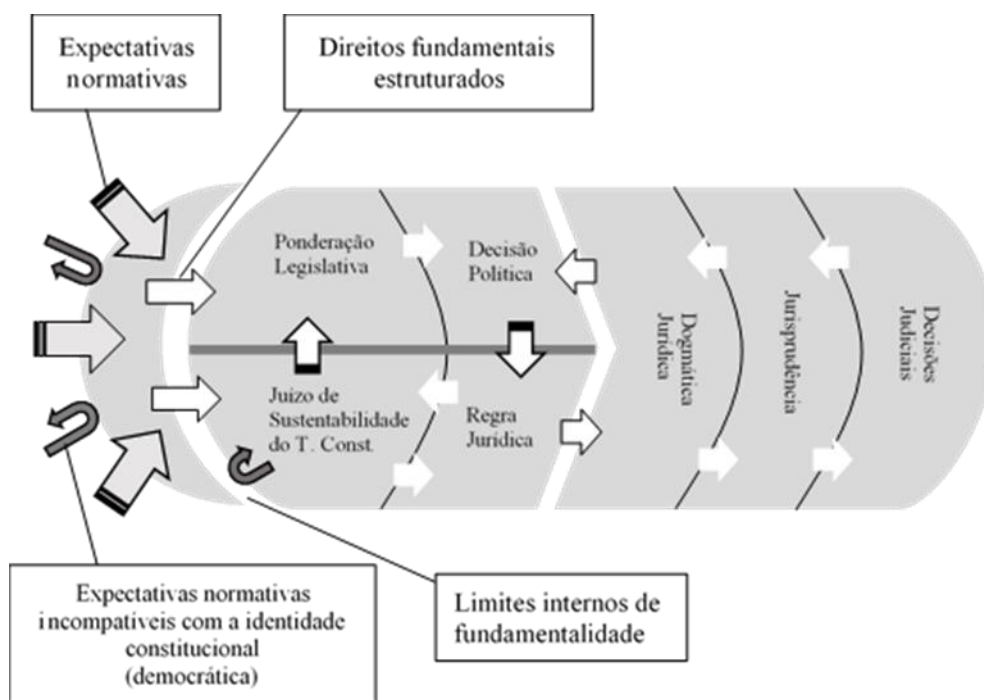 Expectativas
normativas
Direitos fundamentais
estruturados
Ponderação
Legislativa
Decisão
Política
Juízo de
Sustentabilidade
do T. Const.
Regra
Jurídica
Dogmática
Jurídica
Jurisprudência
Decisões
Judiciais
Expectativas normativas
incompatíveis com a identidade
constitucional
(democrática)
Limites internos de
fundamentalidade